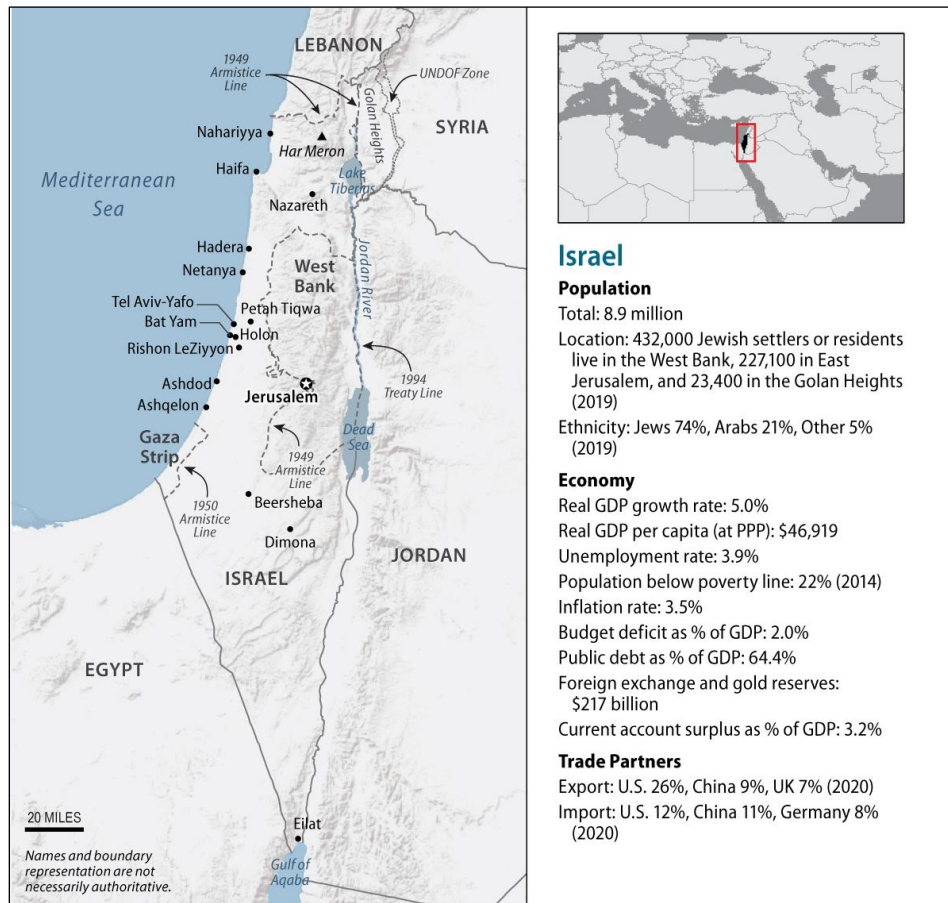 LEBANON
1949
Armistice
Line
UNDOF Zone
Golan Heights
SYRIA
Nahariyya
Har Meron
Haifa
Lake
Tiberias
Mediterranean
Sea
Nazareth
Jordan River
Hadera
West
Bank
Netanya
Tel Aviv-Yafo
Petah Tiqwa
Bat Yam
Holon
Rishon LeZiyyon
1994
Treaty Line
Ashdod
Jerusalem
Ashqelon
Dead
Sea
Gaza
Strip
1949
Armistice
Line
1950
Armistice
Line
Beersheba
Dimona
JORDAN
ISRAEL
EGYPT
20 MILES
Eilat
Gulf of
Aqaba
Names and boundary
representation are not
necessarily authoritative.
Israel
Population
Total: 8.9 million
Location: 432,000 Jewish settlers or residents
live in the West Bank, 227,100 in East
Jerusalem, and 23,400 in the Golan Heights
(2019)
Ethnicity: Jews 74%, Arabs 21%, Other 5%
(2019)
Economy
Real GDP growth rate: 5.0%
Real GDP per capita (at PPP): $46,919
Unemployment rate: 3.9%
Population below poverty line: 22% (2014)
Inflation rate: 3.5%
Budget deficit as % of GDP: 2.0%
Public debt as % of GDP: 64.4%
Foreign exchange and gold reserves:
$217 billion
Current account surplus as % of GDP: 3.2%
Trade Partners
Export: U.S. 26%, China 9%, UK 7% (2020)
Import: U.S. 12%, China 11%, Germany 8%
(2020)